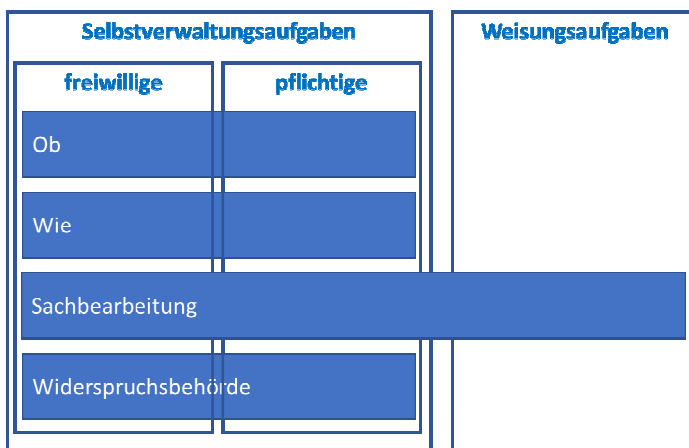 Selbstverwaltungsaufgaben
Weisungsaufgaben
freiwillige
pflichtige
Ob
Wie
Sachbearbeitung
Widerspruchsbehörde